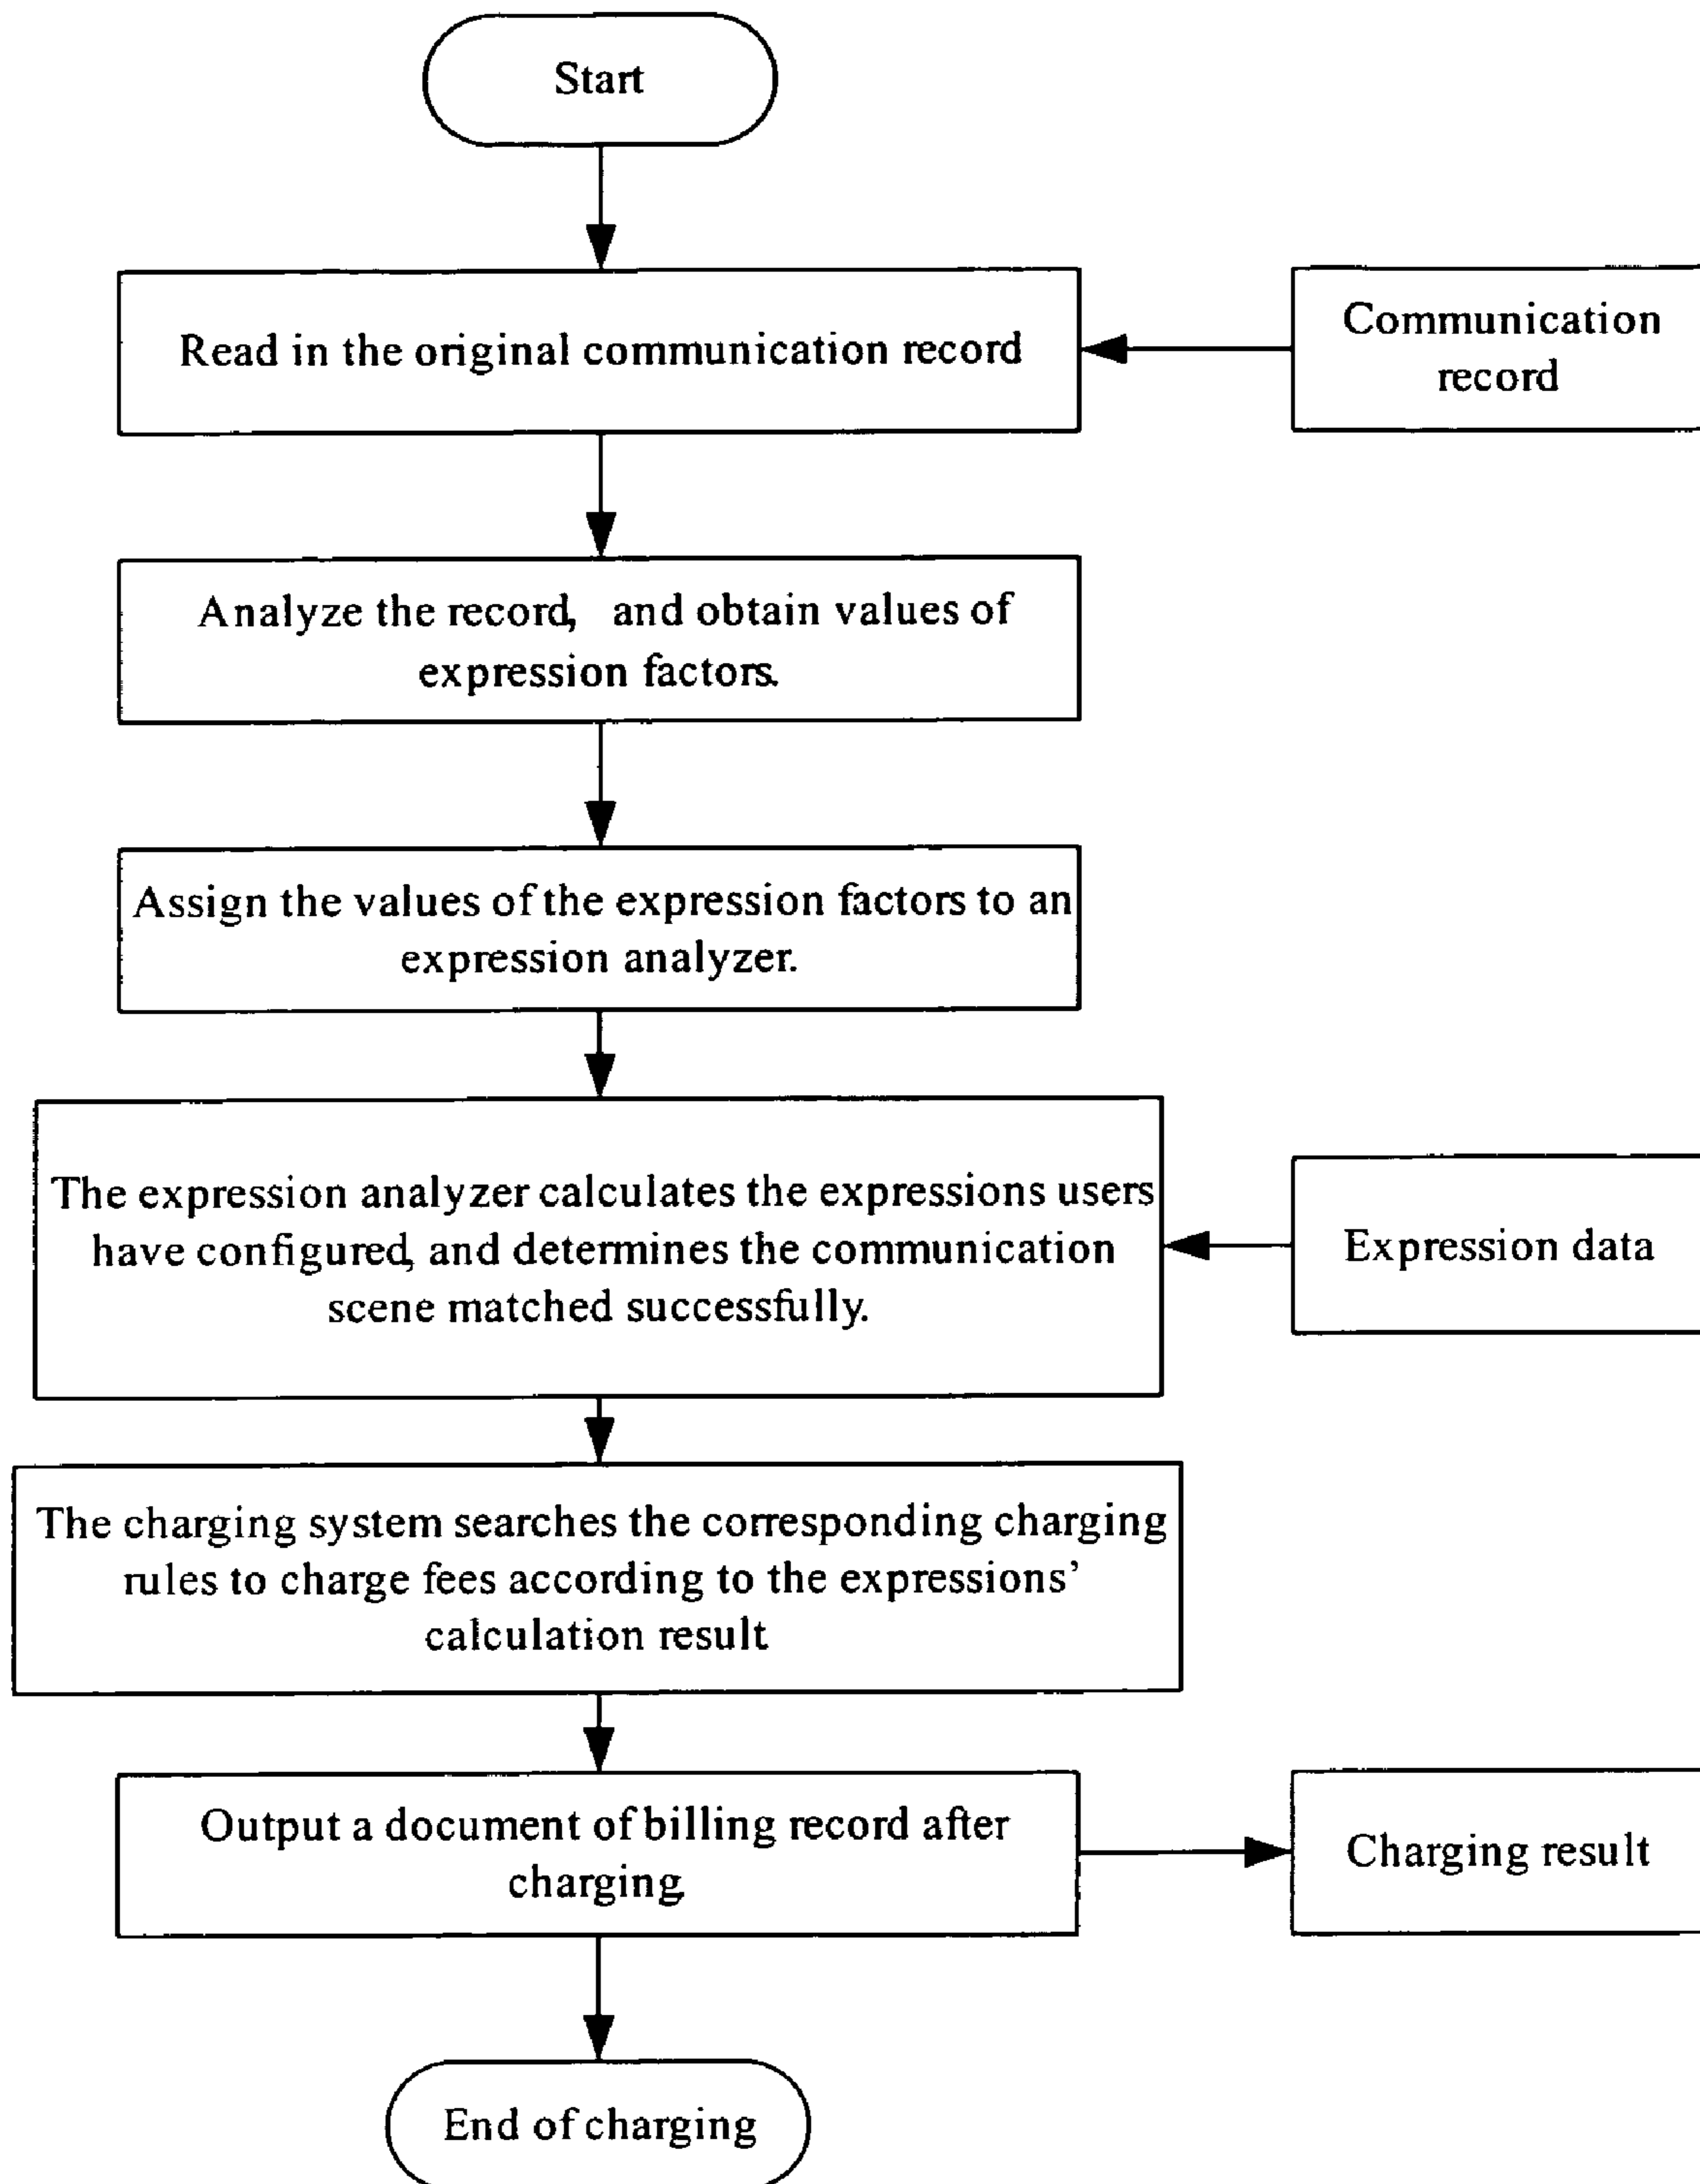 Start
Read in the original communication record
Communication
record
Analyze the record, and obtain values of
expression factors.
Assign the values of the expression factors to an
expression analyzer.
The expression analyzer calculates the expressions users
have configured, and determines the communication
scene matched successfully.
Expression data
The charging system searches the corresponding charging
rules to charge fees according to the expressions'
calculation result
Output a document of billing record after
charging.
Charging result
End of charging